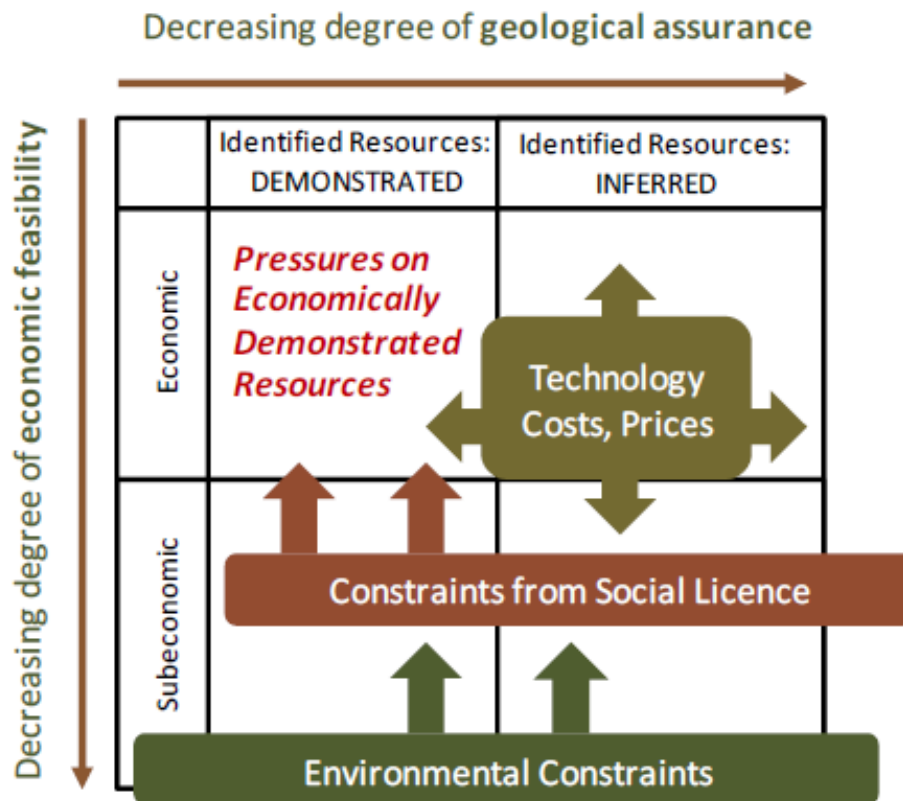 Decreasing degree of geological assurance
Decreasing degree of economic feasibility
Identified Resources:
DEMONSTRATED
Identified Resources:
INFERRED
Economic
Pressures on
Economically
Demonstrated
Resources
Technology
Costs, Prices
Subeconomic
Constraints from Social Licence
Environmental Constraints